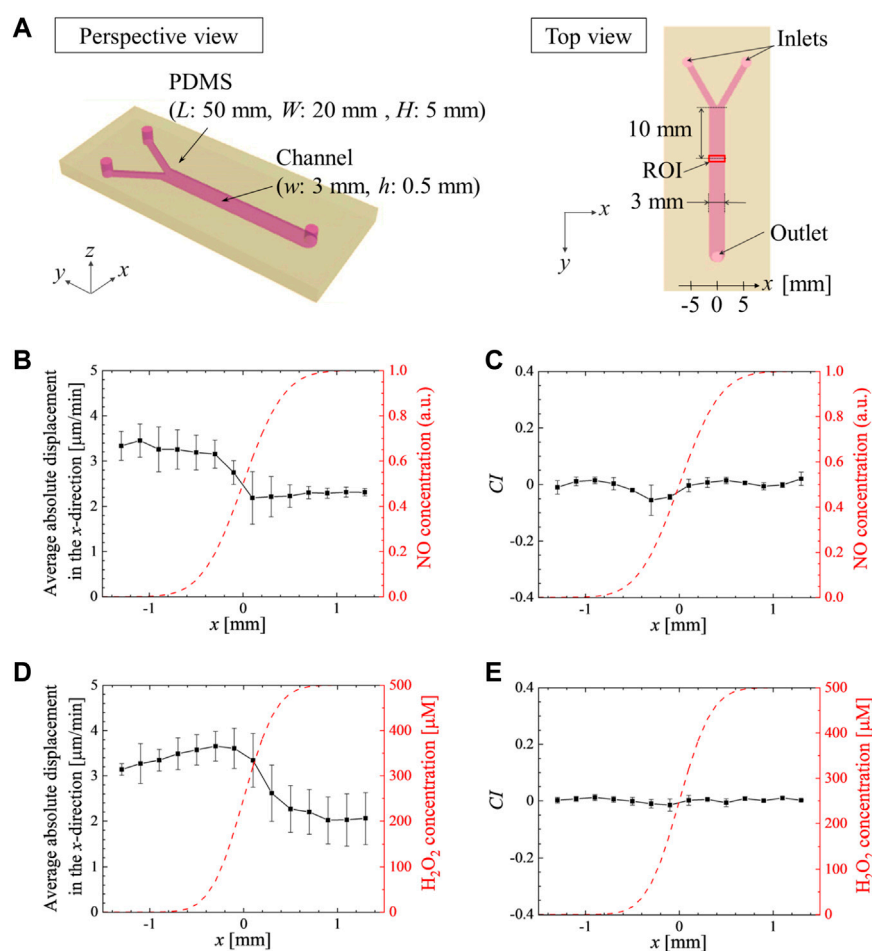 A
Perspective view
PDMS
(L: 50 mm, W: 20 mm , H: 5 mm)
Channel
(w: 3 mm, h: 0.5 mm)
z
y
x
Top view
Inlets
10 mm
ROI
3 mm
Outlet
x
y
x [mm]
-5 0 5
B
Average absolute displacement
in the x-direction [μm/min]
5
4
3
2
1
0
-1 0 1
x [mm]
1.0
0.8
0.6
0.4
0.2
0.0
NO concentration (a.u.)
C
CI
0.4
0.2
0
-0.2
-0.4
-1 0 1
x [mm]
1.0
0.8
0.6
0.4
0.2
0.0
NO concentration (a.u.)
D
Average absolute displacement
in the x-direction [μm/min]
5
4
3
2
1
0
-1 0 1
x [mm]
500
400
300
200
100
0
H₂O₂ concentration [μM]
E
CI
0.4
0.2
0
-0.2
-0.4
-1 0 1
x [mm]
500
400
300
200
100
0
H₂O₂ concentration [μM]